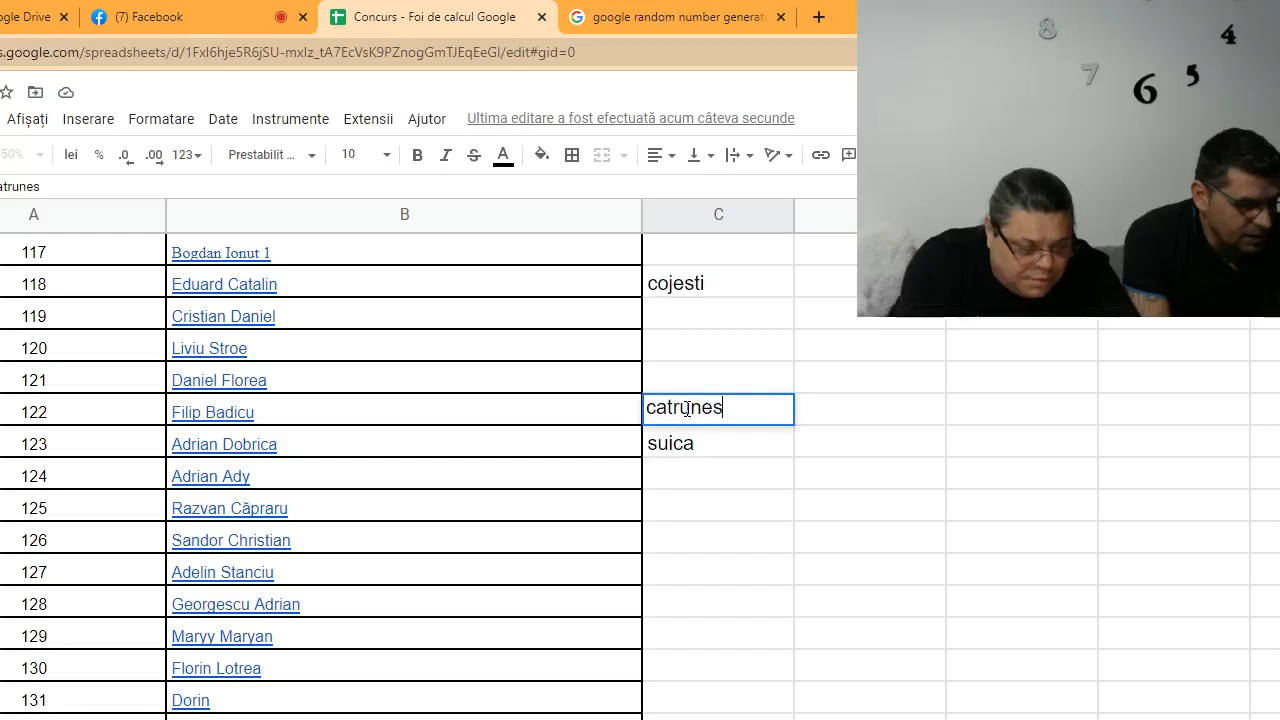 gle Drive
(7) Facebook
Concurs - Foi de calcul Google
google random number generat
s.google.com/spreadsheets/d/1FxI6hje5R6jSU-mxIz_tA7EcVsK9PZnogGmTJEqEeGI/edit#gid=0
Afișați Inserare Formatare Date Instrumente Extensii Ajutor Ultima editare a fost efectuată acum câteva secunde
50% lei % .0 .00 123 Prestabilit ... 10 B I S A
atrunes
A B C
117 Bogdan Ionut 1
118 Eduard Catalin cojesti
119 Cristian Daniel
120 Liviu Stroe
121 Daniel Florea
122 Filip Badicu catrunes
123 Adrian Dobrica suica
124 Adrian Ady
125 Razvan Căpraru
126 Sandor Christian
127 Adelin Stanciu
128 Georgescu Adrian
129 Maryy Maryan
130 Florin Lotrea
131 Dorin
8 4
7 6 5